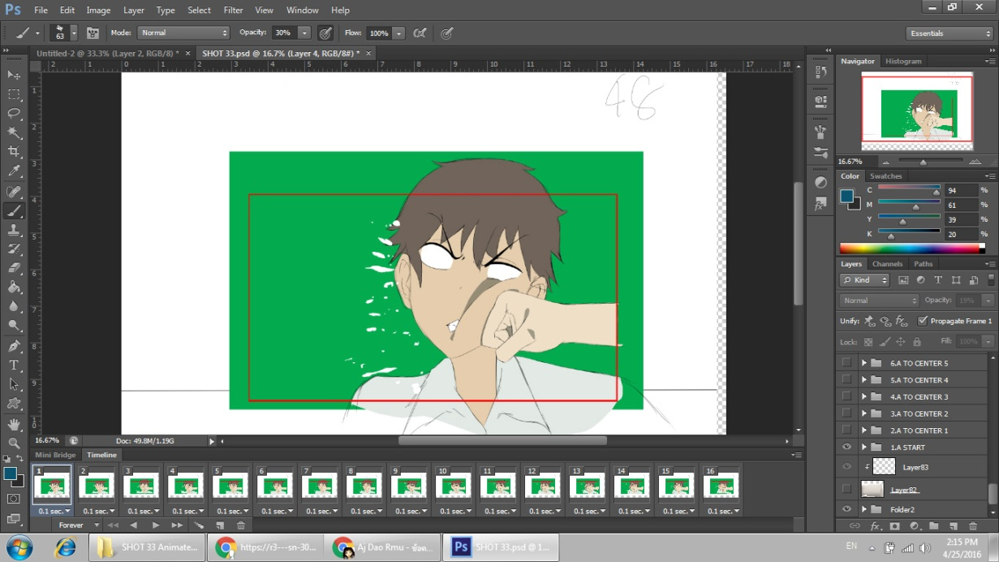 Ps File Edit Image Layer Type Select Filter View Window Help
63 Mode: Normal Opacity: 30% Flow: 100% Essentials
Untitled-2 @ 33.3% (Layer 2, RGB/8) * × SHOT 33.psd @ 16.7% (Layer 4, RGB/8#) * ×
2 1 0 1 2 3 4 5 6 7 8 9 10 11 12 13 14 15 16 17 18
1
2
3
4
5
6
7
8
9
10
48
Navigator Histogram
16.67%
Color Swatches
C 94 %
M 61 %
Y 39 %
K 20 %
Layers Channels Paths
Kind
Normal Opacity: 19%
Unify: Propagate Frame 1
Lock: Fill: 100%
6.A TO CENTER 5
5.A TO CENTER 4
4.A TO CENTER 3
3.A TO CENTER 2
2.A TO CENTER 1
1.A START
Layer83
Layer82
Folder2
16.67% Doc: 49.8M/1.19G
Mini Bridge Timeline
1 2 3 4 5 6 7 8 9 10 11 12 13 14 15 16
0.1 sec. 0.1 sec. 0.1 sec. 0.1 sec. 0.1 sec. 0.1 sec. 0.1 sec. 0.1 sec. 0.1 sec. 0.1 sec. 0.1 sec. 0.1 sec. 0.1 sec. 0.1 sec. 0.1 sec. 0.1 sec.
Forever
SHOT 33 Animate... https://r3---sn-30... Aj Dao Rmu - ข้อค... Ps SHOT 33.psd @ 1... EN 2:15 PM
4/25/2016